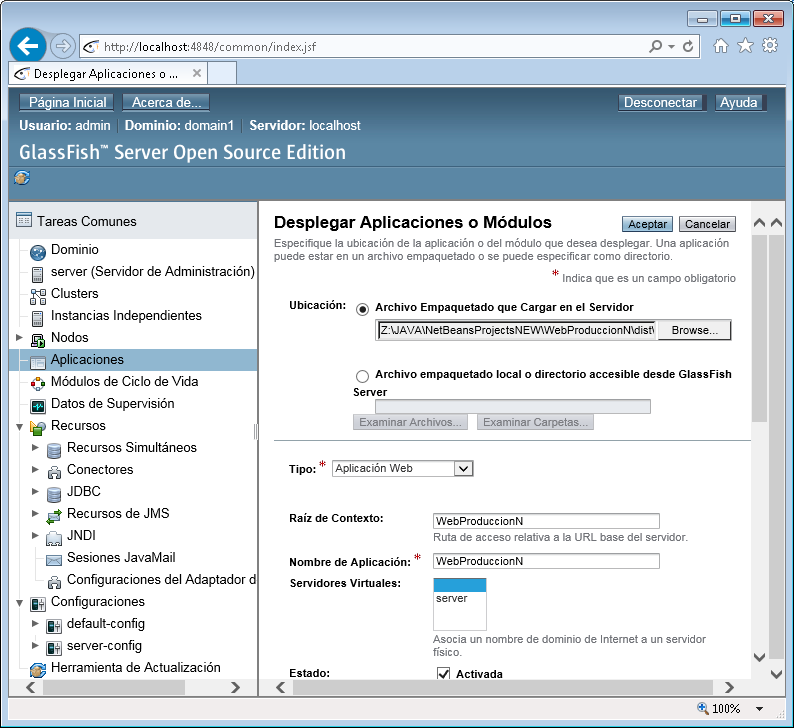 http://localhost:4848/common/index.jsf
Desplegar Aplicaciones o ...
Página Inicial
Acerca de...
Desconectar
Ayuda
Usuario: admin
Dominio: domain1
Servidor: localhost
GlassFish™ Server Open Source Edition
Tareas Comunes
Dominio
server (Servidor de Administración)
Clusters
Instancias Independientes
Nodos
Aplicaciones
Módulos de Ciclo de Vida
Datos de Supervisión
Recursos
Recursos Simultáneos
Conectores
JDBC
Recursos de JMS
JNDI
Sesiones JavaMail
Configuraciones del Adaptador d
Configuraciones
default-config
server-config
Herramienta de Actualización
Desplegar Aplicaciones o Módulos
Aceptar
Cancelar
Especifique la ubicación de la aplicación o del módulo que desea desplegar. Una aplicación
puede estar en un archivo empaquetado o se puede especificar como directorio.
* Indica que es un campo obligatorio
Ubicación:
Archivo Empaquetado que Cargar en el Servidor
Z:\JAVA\NetBeansProjectsNEW\WebProduccionN\dist\
Browse...
Archivo empaquetado local o directorio accesible desde GlassFish
Server
Examinar Archivos...
Examinar Carpetas...
Tipo: *
Aplicación Web
Raíz de Contexto:
WebProduccionN
Ruta de acceso relativa a la URL base del servidor.
Nombre de Aplicación: *
WebProduccionN
Servidores Virtuales:
server
Asocia un nombre de dominio de Internet a un servidor
físico.
Estado:
Activada
100%